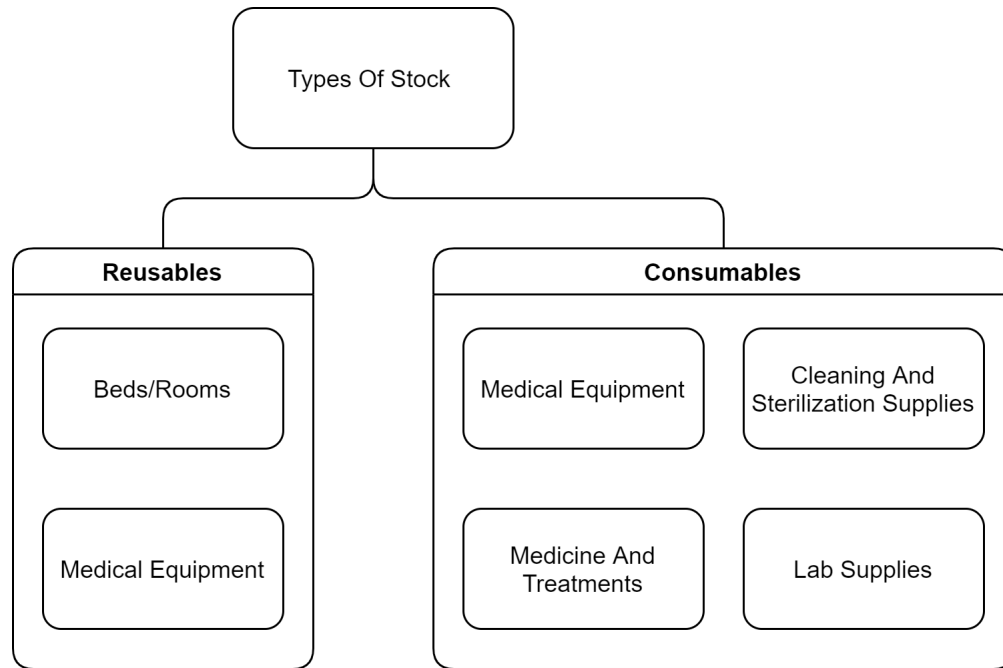 Types Of Stock
Reusables
Beds/Rooms
Medical Equipment
Consumables
Medical Equipment
Cleaning And
Sterilization Supplies
Medicine And
Treatments
Lab Supplies